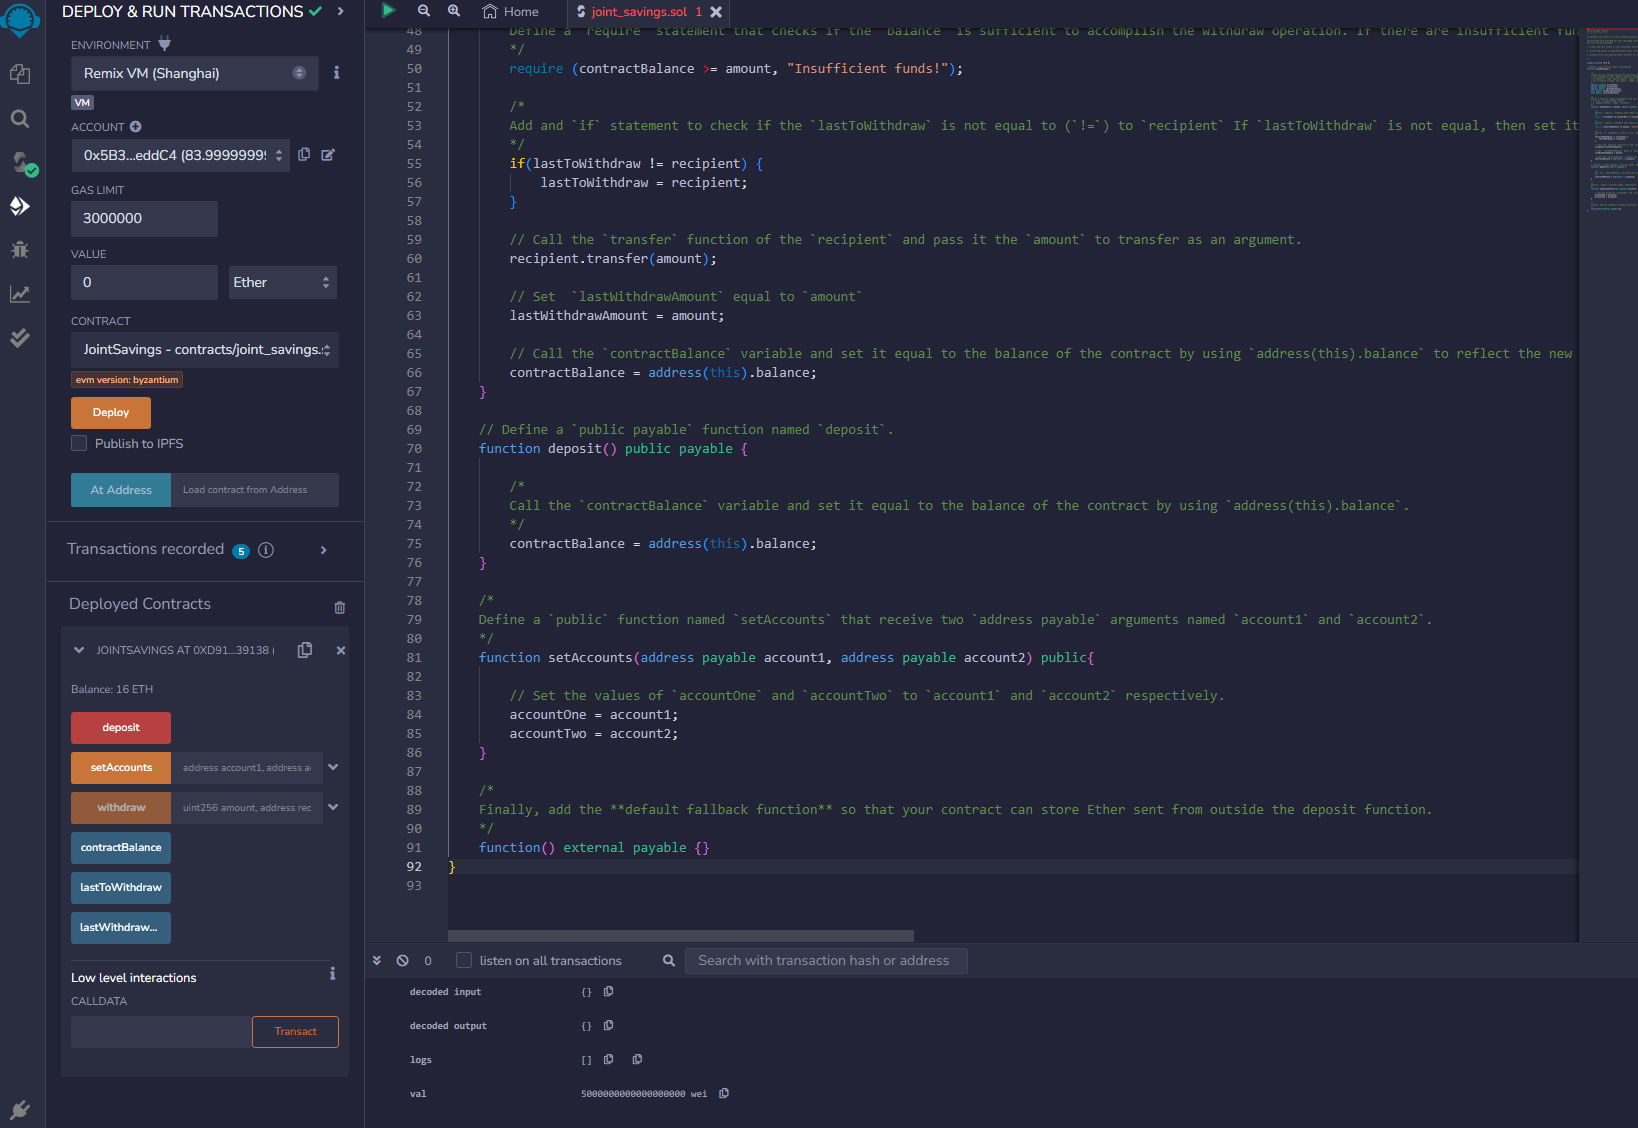 DEPLOY & RUN TRANSACTIONS
ENVIRONMENT
Remix VM (Shanghai)
VM
ACCOUNT
0x5B3...eddC4 (83.9999999
GAS LIMIT
3000000
VALUE
0
Ether
CONTRACT
JointSavings - contracts/joint_savings.
evm version: byzantium
Deploy
Publish to IPFS
At Address
Load contract from Address
Transactions recorded 5
Deployed Contracts
JOINTSAVINGS AT 0XD91...39138 (
Balance: 16 ETH
deposit
setAccounts
address account1, address a
withdraw
uint256 amount, address rec
contractBalance
lastToWithdraw
lastWithdraw...
Low level interactions
CALLDATA
Transact
Home
joint_savings.sol 1
48 Define a `require` statement that checks if the `balance` is sufficient to accomplish the withdraw operation. If there are insufficient fun
49 */
50 require (contractBalance >= amount, "Insufficient funds!");
51
52 /*
53 Add and `if` statement to check if the `lastToWithdraw` is not equal to (`!=`) to `recipient` If `lastToWithdraw` is not equal, then set it
54 */
55 if(lastToWithdraw != recipient) {
56 lastToWithdraw = recipient;
57 }
58
59 // Call the `transfer` function of the `recipient` and pass it the `amount` to transfer as an argument.
60 recipient.transfer(amount);
61
62 // Set  `lastWithdrawAmount` equal to `amount`
63 lastWithdrawAmount = amount;
64
65 // Call the `contractBalance` variable and set it equal to the balance of the contract by using `address(this).balance` to reflect the new
66 contractBalance = address(this).balance;
67 }
68
69 // Define a `public payable` function named `deposit`.
70 function deposit() public payable {
71
72 /*
73 Call the `contractBalance` variable and set it equal to the balance of the contract by using `address(this).balance`.
74 */
75 contractBalance = address(this).balance;
76 }
77
78 /*
79 Define a `public` function named `setAccounts` that receive two `address payable` arguments named `account1` and `account2`.
80 */
81 function setAccounts(address payable account1, address payable account2) public{
82
83 // Set the values of `accountOne` and `accountTwo` to `account1` and `account2` respectively.
84 accountOne = account1;
85 accountTwo = account2;
86 }
87
88 /*
89 Finally, add the **default fallback function** so that your contract can store Ether sent from outside the deposit function.
90 */
91 function() external payable {}
92 }
93
0
listen on all transactions
Search with transaction hash or address
decoded input {}
decoded output {}
logs []
val 5000000000000000000 wei